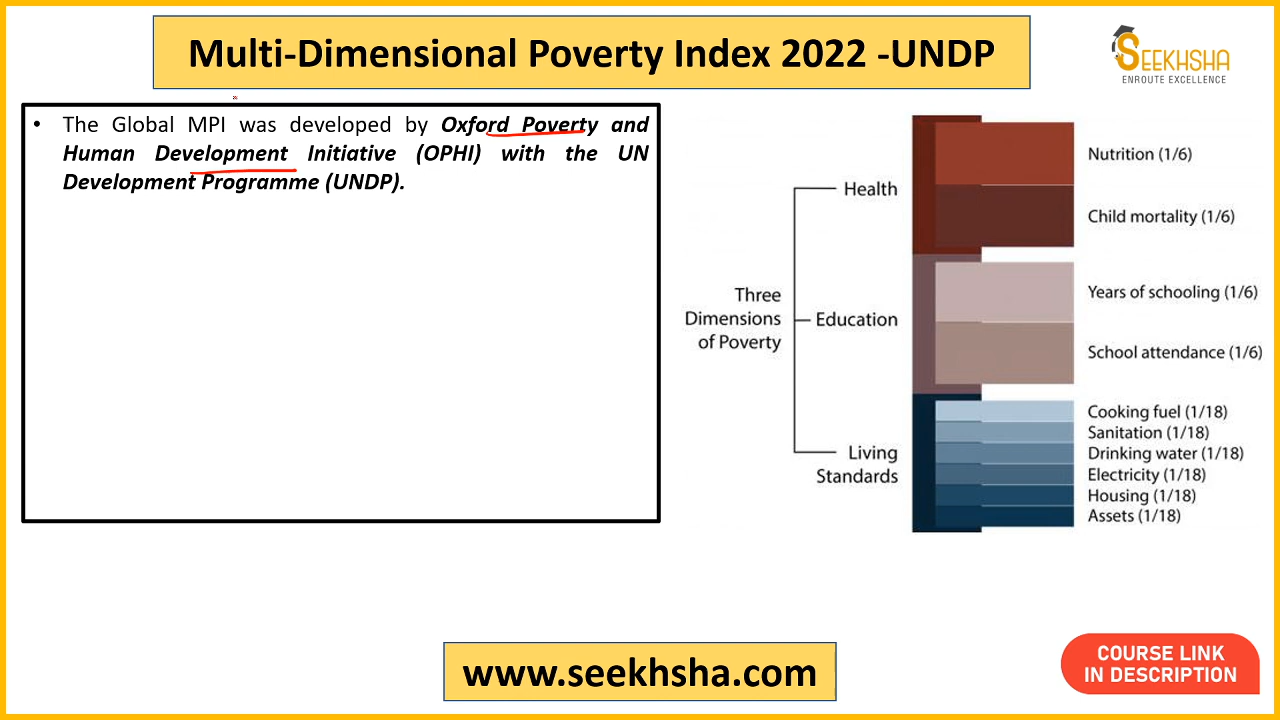 Multi-Dimensional Poverty Index 2022 -UNDP
SEEKHSHA
ENROUTE EXCELLENCE
• The Global MPI was developed by Oxford Poverty and
Human Development Initiative (OPHI) with the UN
Development Programme (UNDP).
Three
Dimensions
of Poverty
Health
Nutrition (1/6)
Child mortality (1/6)
Education
Years of schooling (1/6)
School attendance (1/6)
Living
Standards
Cooking fuel (1/18)
Sanitation (1/18)
Drinking water (1/18)
Electricity (1/18)
Housing (1/18)
Assets (1/18)
www.seekhsha.com
COURSE LINK
IN DESCRIPTION